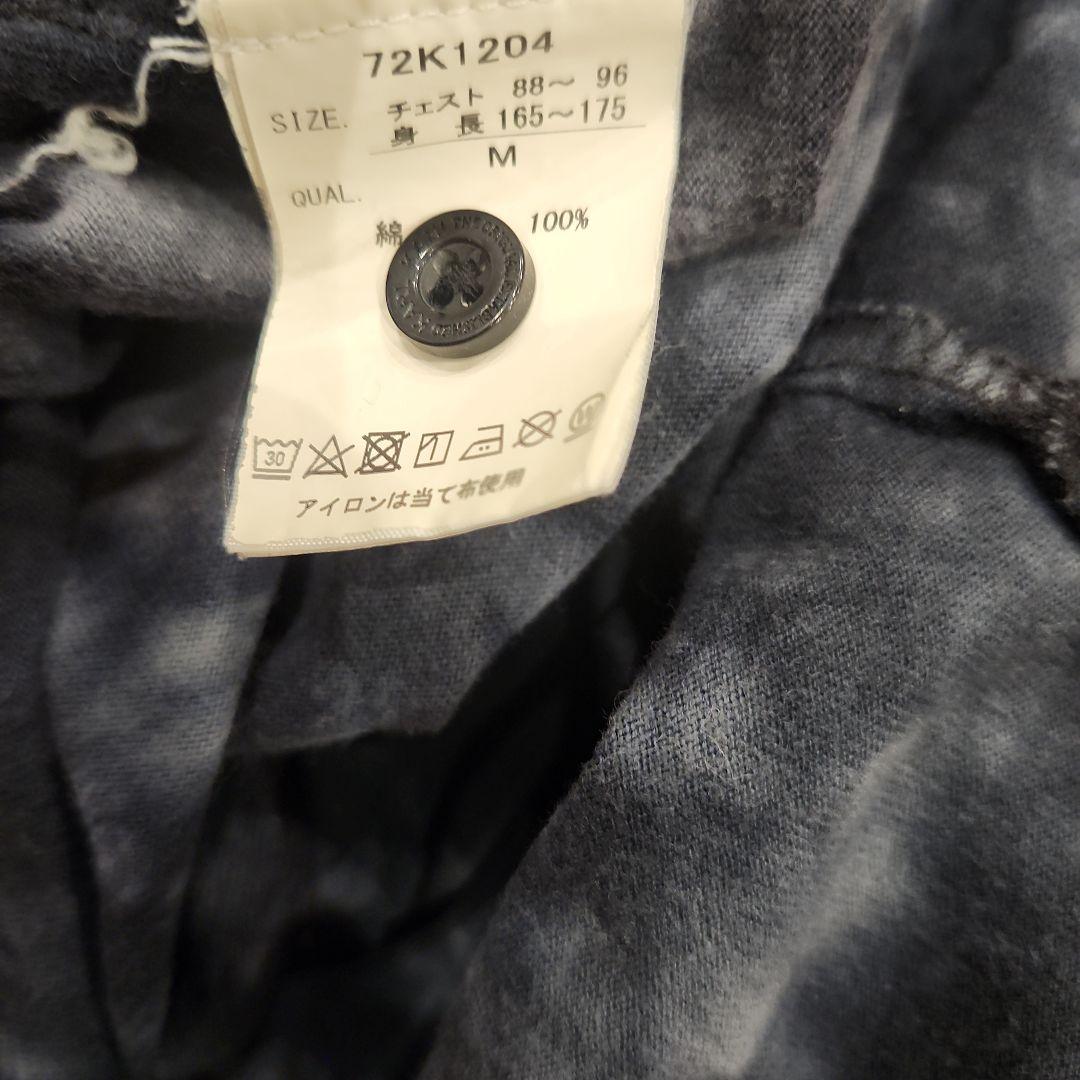 72K1204
SIZE. チェスト 88～ 96
身 長 165～175
M
QUAL.
綿 100%
30
アイロンは当て布使用